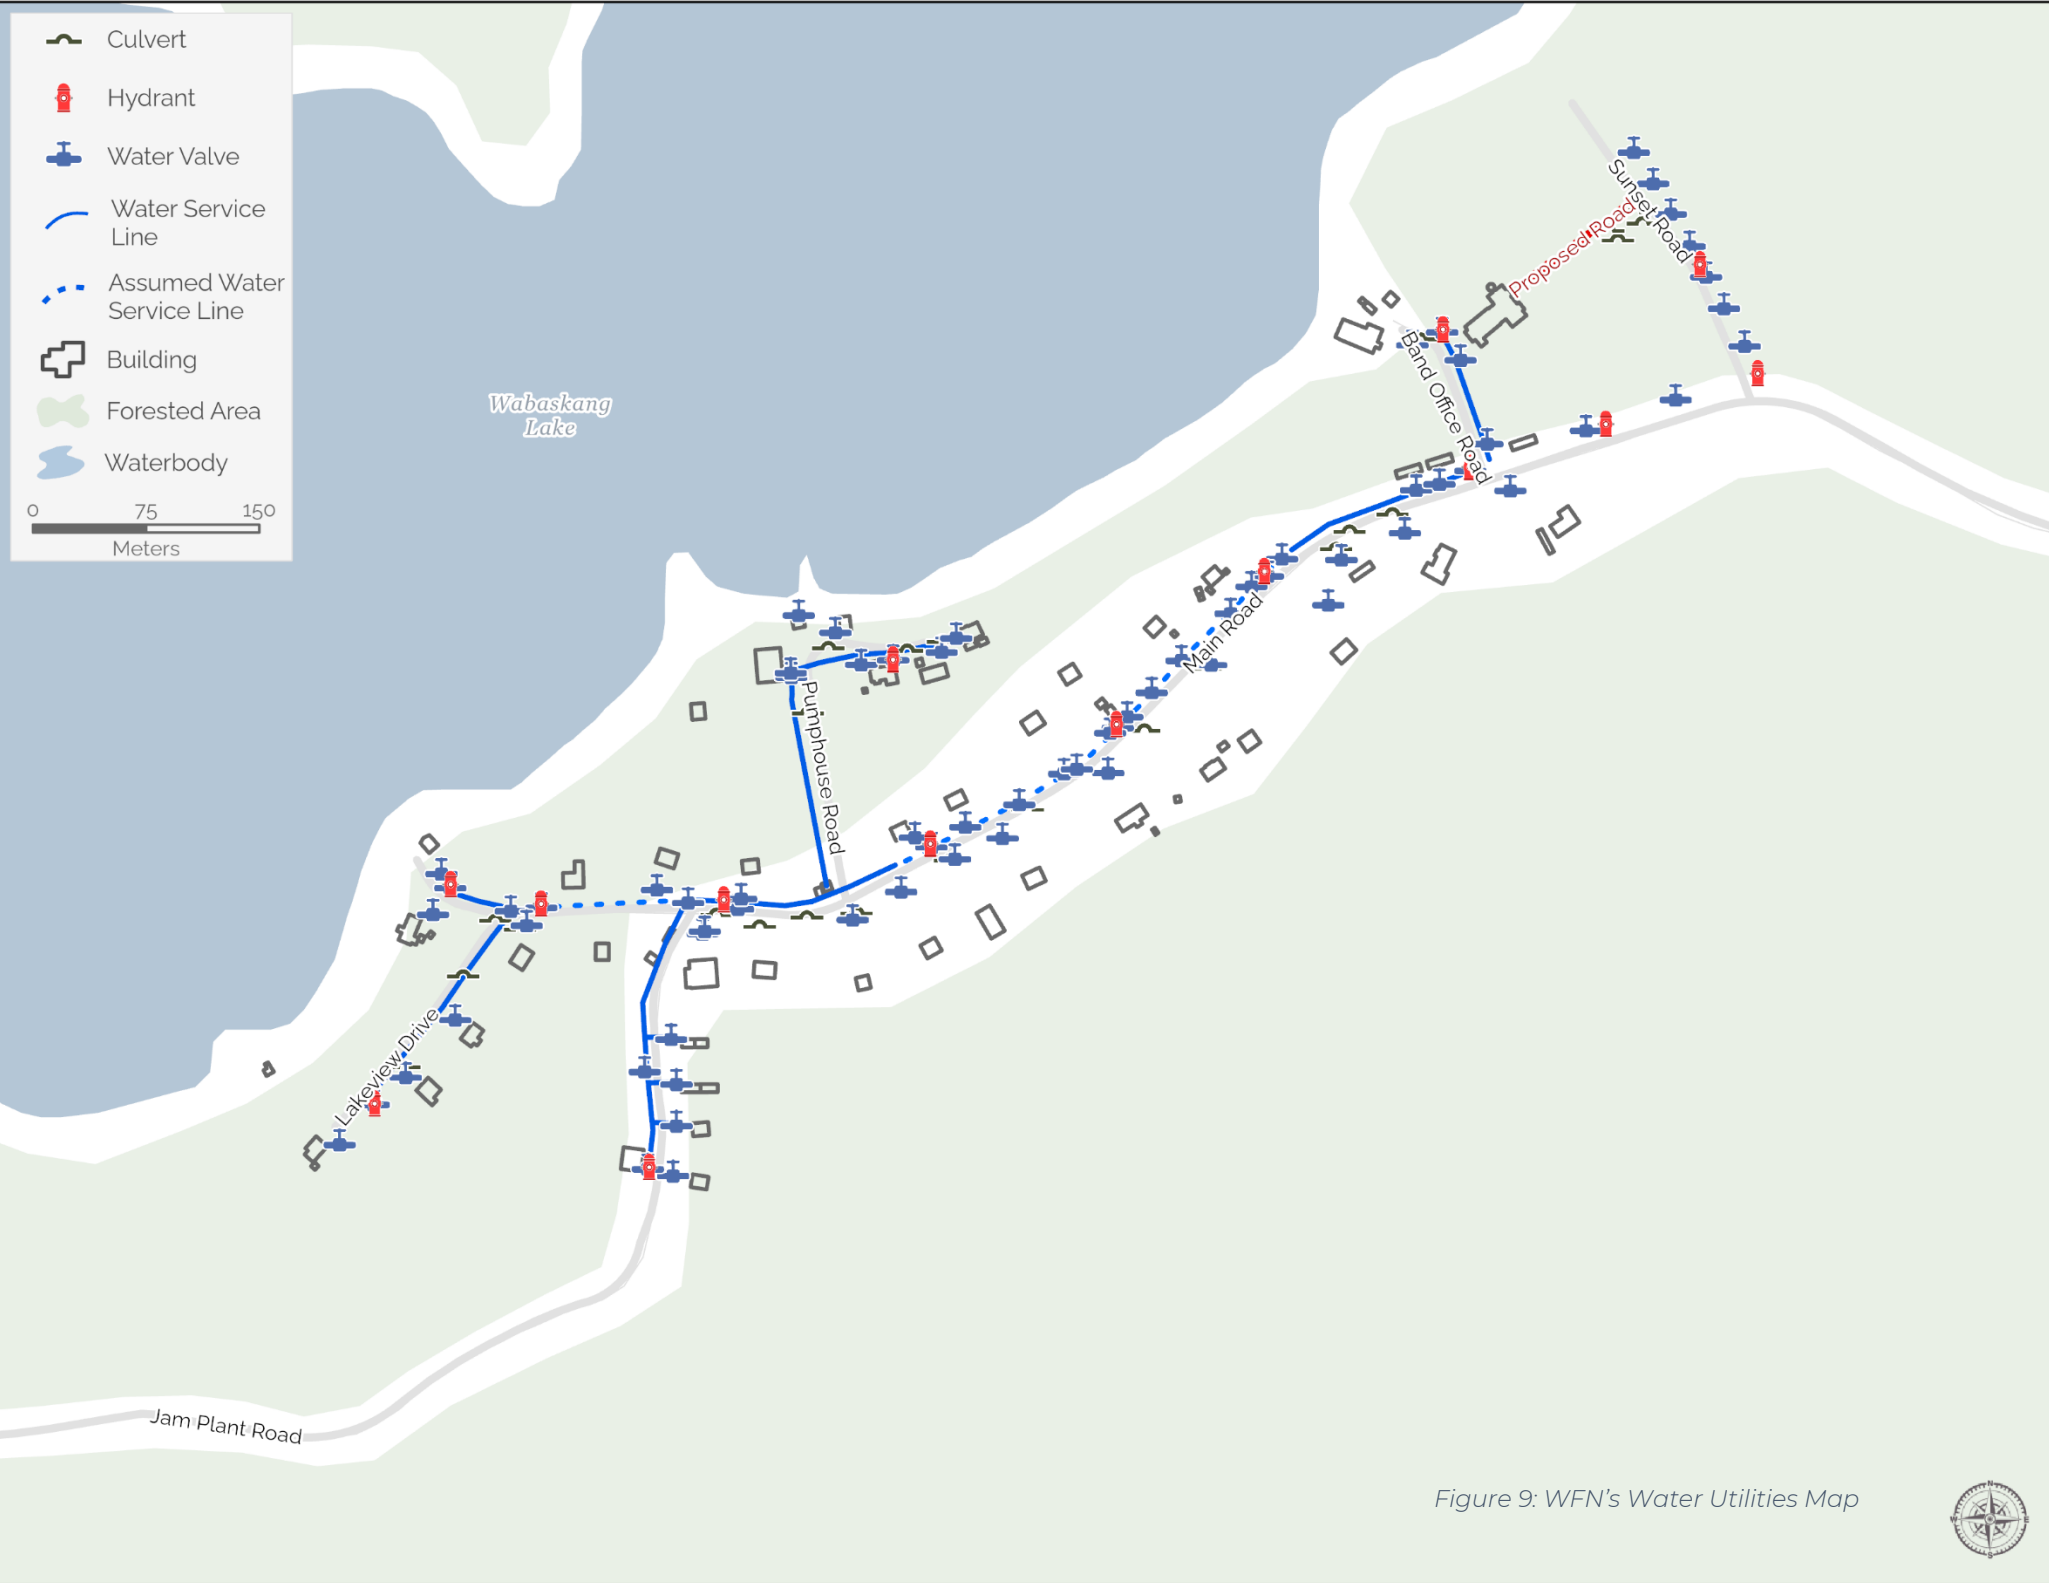 Culvert
Hydrant
Water Valve
Water Service
Line
Assumed Water
Service Line
Building
Forested Area
Waterbody
0 75 150
Meters
Wabaskang
Lake
Sunset Road
Proposed Road
Band Office Road
Main Road
Pumphouse Road
Lakeview Drive
Jam Plant Road
Figure 9: WFN's Water Utilities Map
N
W E
S